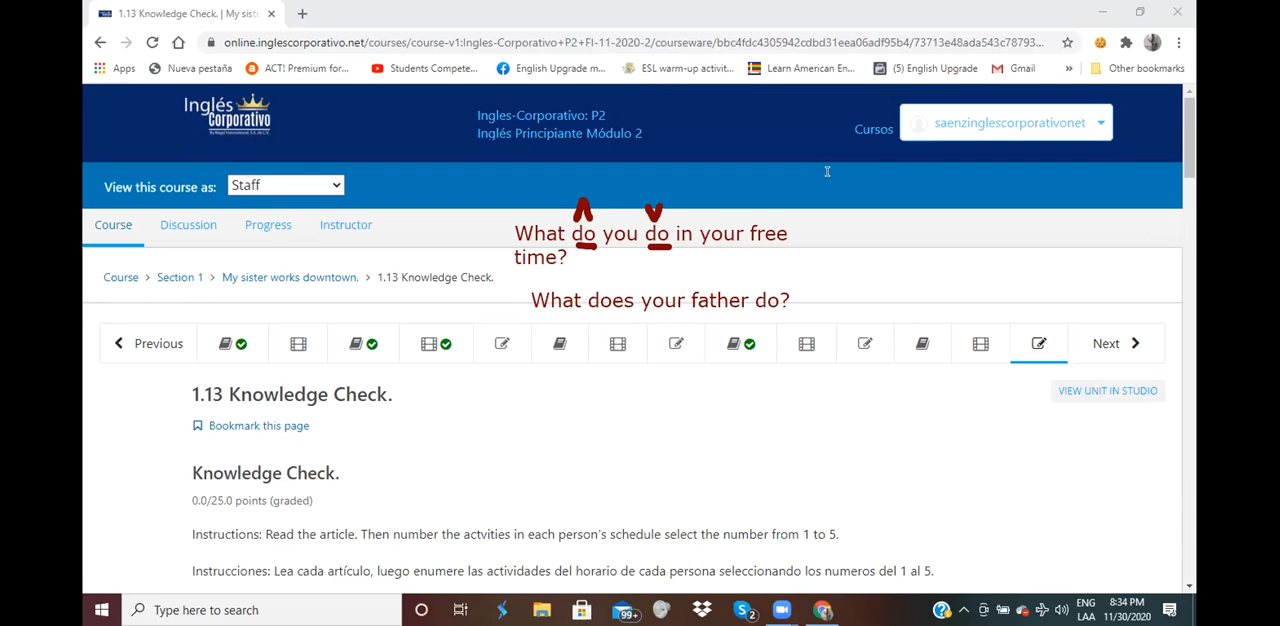 1.13 Knowledge Check. | My siste
online.inglescorporativo.net/courses/course-v1:Ingles-Corporativo+P2+FI-11-2020-2/courseware/bbc4fdc4305942cdbd31eea06adf95b4/73713e48ada543c78793...
Apps Nueva pestaña ACT! Premium for... Students Compete... English Upgrade m... ESL warm-up activit... Learn American En... (5) English Upgrade Gmail » Other bookmarks
Inglés Corporativo
Ingles-Corporativo: P2
Inglés Principiante Módulo 2
Cursos saenzinglescorporativonet
View this course as: Staff
Course Discussion Progress Instructor
What do you do in your free
time?
Course > Section 1 > My sister works downtown. > 1.13 Knowledge Check.
What does your father do?
Previous Next
1.13 Knowledge Check.
VIEW UNIT IN STUDIO
Bookmark this page
Knowledge Check.
0.0/25.0 points (graded)
Instructions: Read the article. Then number the actvities in each person's schedule select the number from 1 to 5.
Instrucciones: Lea cada artículo, luego enumere las actividades del horario de cada persona seleccionando los numeros del 1 al 5.
Type here to search
99+
2
ENG 8:34 PM
LAA 11/30/2020